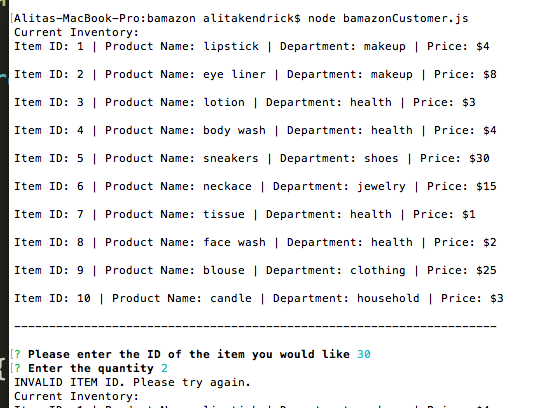 [Alitas-MacBook-Pro:bamazon alitakendrick$ node bamazonCustomer.js
Current Inventory:
Item ID: 1 | Product Name: lipstick | Department: makeup | Price: $4
Item ID: 2 | Product Name: eye liner | Department: makeup | Price: $8
Item ID: 3 | Product Name: lotion | Department: health | Price: $3
Item ID: 4 | Product Name: body wash | Department: health | Price: $4
Item ID: 5 | Product Name: sneakers | Department: shoes | Price: $30
Item ID: 6 | Product Name: neckace | Department: jewelry | Price: $15
Item ID: 7 | Product Name: tissue | Department: health | Price: $1
Item ID: 8 | Product Name: face wash | Department: health | Price: $2
Item ID: 9 | Product Name: blouse | Department: clothing | Price: $25
Item ID: 10 | Product Name: candle | Department: household | Price: $3
---------------------------------------------------------------------
[? Please enter the ID of the item you would like 30
[? Enter the quantity 2
INVALID ITEM ID. Please try again.
Current Inventory: